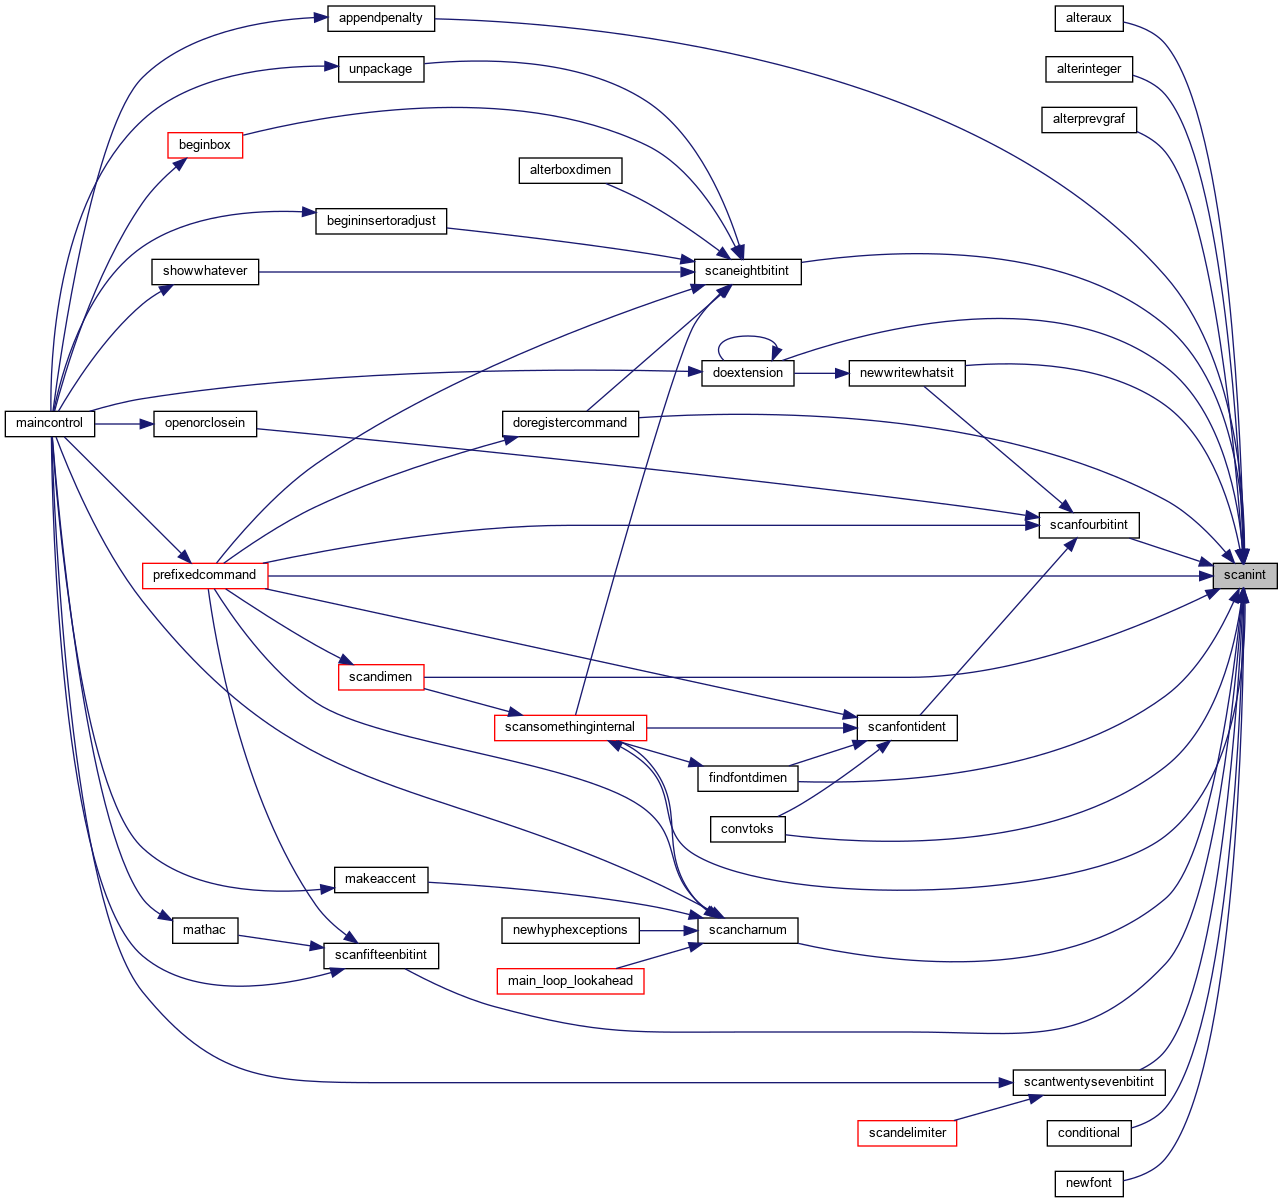 appendpenalty
alteraux
unpackage
alterinteger
alterprevgraf
beginbox
alterboxdimen
begininsertoradjust
showwhatever
scaneightbitint
doextension
newwritewhatsit
maincontrol
openorclosein
doregistercommand
scanfourbitint
prefixedcommand
scanint
scandimen
scansomethinginternal
scanfontident
findfontdimen
convtoks
makeaccent
mathac
newhyphexceptions
scancharnum
scanfifteenbitint
main_loop_lookahead
scantwentysevenbitint
scandelimiter
conditional
newfont